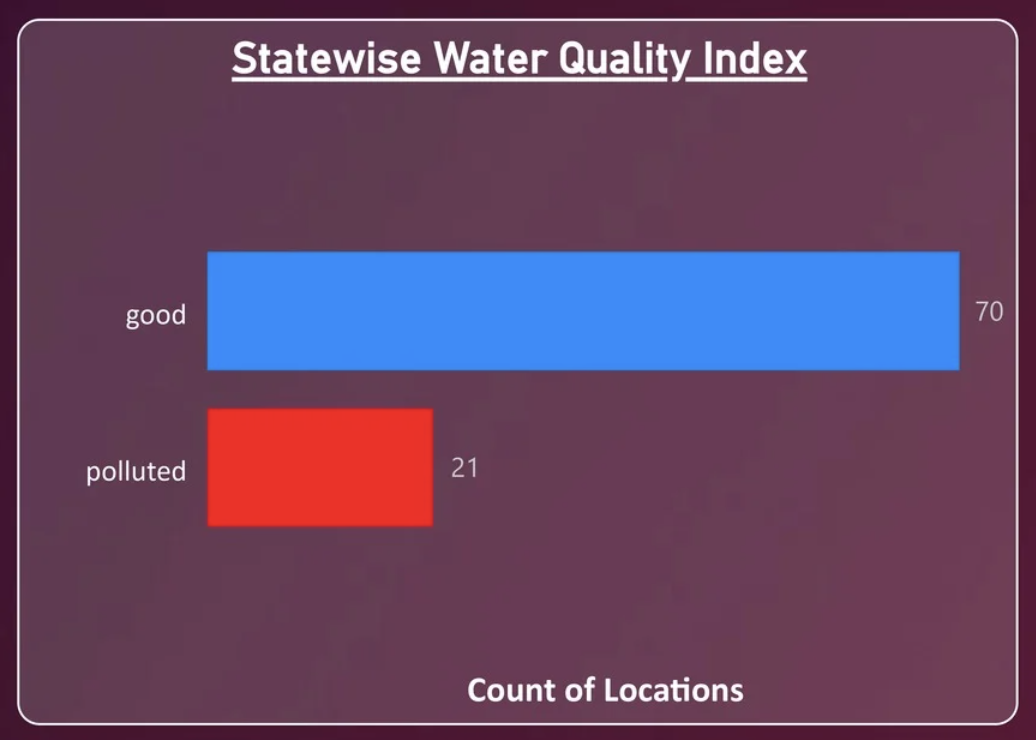 Statewise Water Quality Index
good
70
polluted
21
Count of Locations